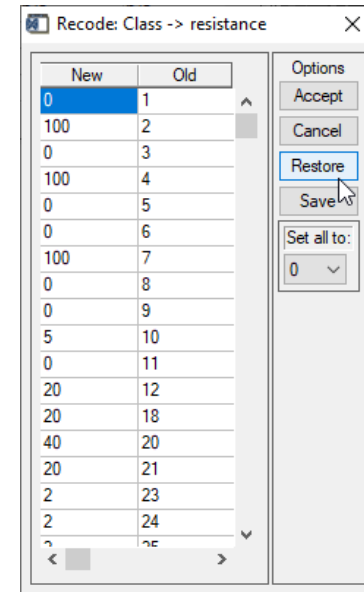 Recode: Class -> resistance
New Old
0 1
100 2
0 3
100 4
0 5
0 6
100 7
0 8
0 9
5 10
0 11
20 12
20 18
40 20
20 21
2 23
2 24
2 25
Options
Accept
Cancel
Restore
Save
Set all to:
0